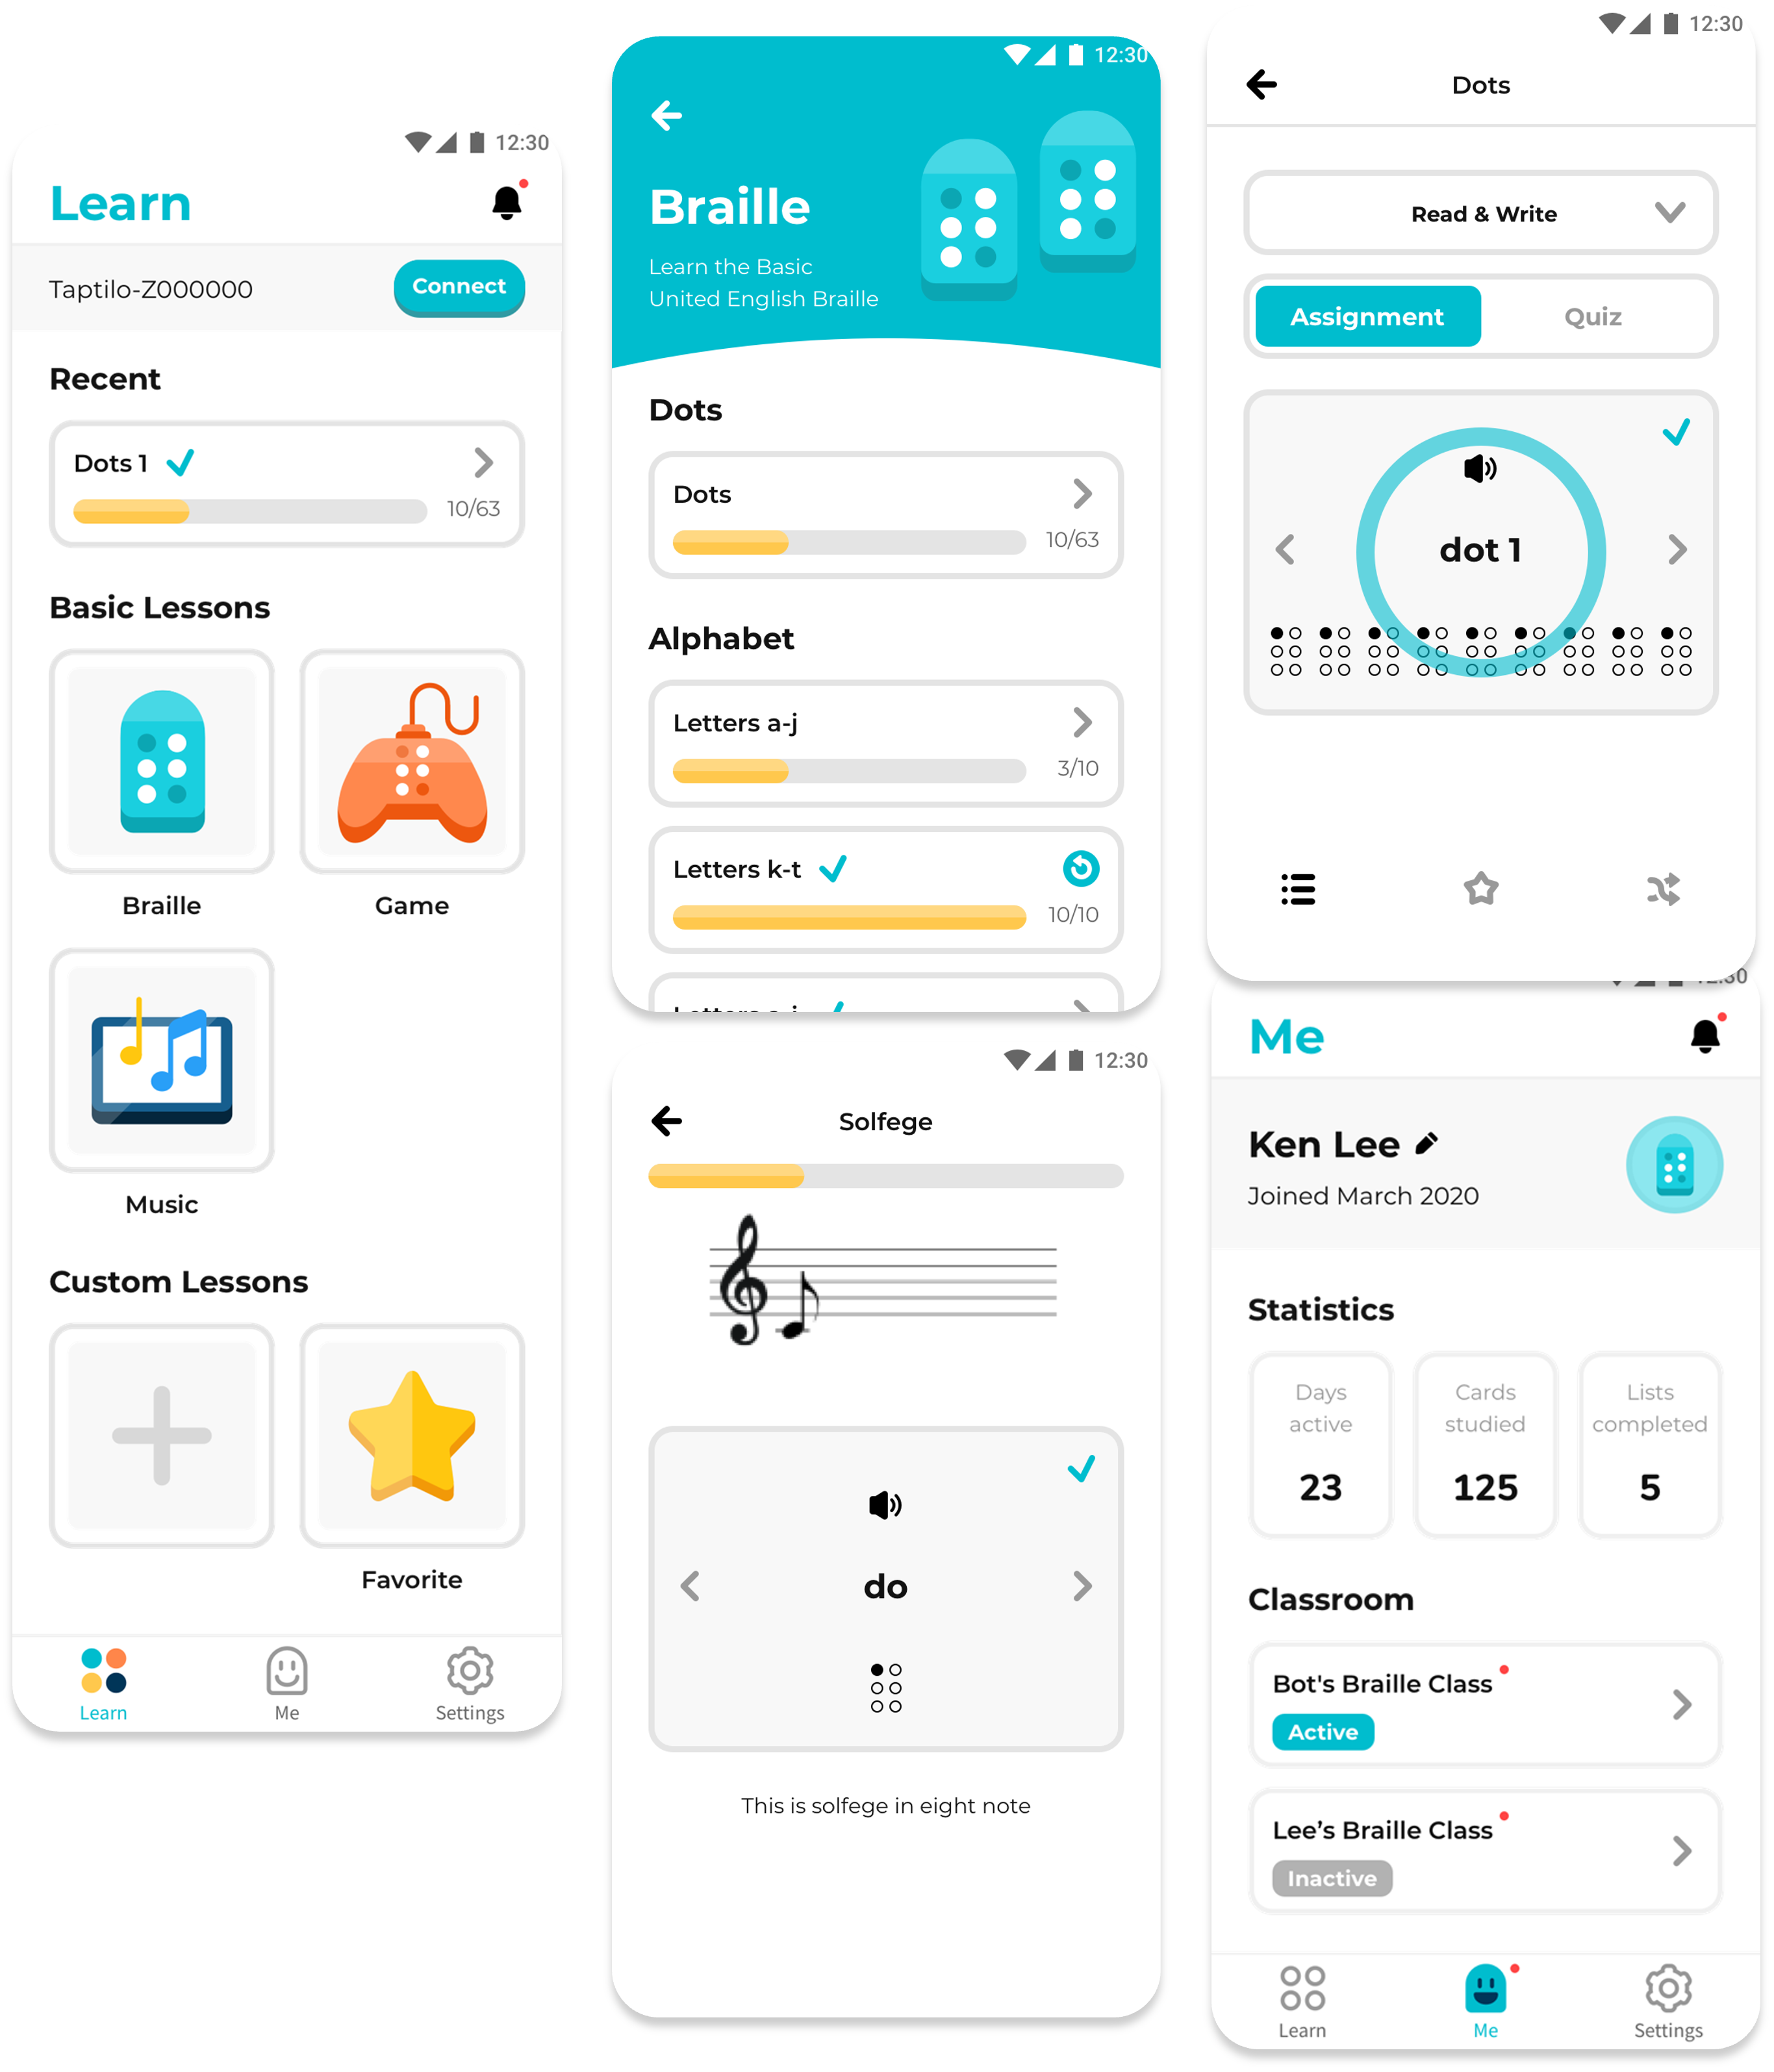 12:30
Learn
Taptilo-Z000000
Connect
Recent
Dots 1
10/63
Basic Lessons
Braille
Game
Music
Custom Lessons
Favorite
Learn
Me
Settings
12:30
Braille
Learn the Basic
United English Braille
Dots
Dots
10/63
Alphabet
Letters a-j
3/10
Letters k-t
10/10
12:30
Solfege
do
This is solfege in eight note
12:30
Dots
Read & Write
Assignment
Quiz
dot 1
12:30
Me
Ken Lee
Joined March 2020
Statistics
Days
active
23
Cards
studied
125
Lists
completed
5
Classroom
Bot's Braille Class
Active
Lee’s Braille Class
Inactive
Learn
Me
Settings